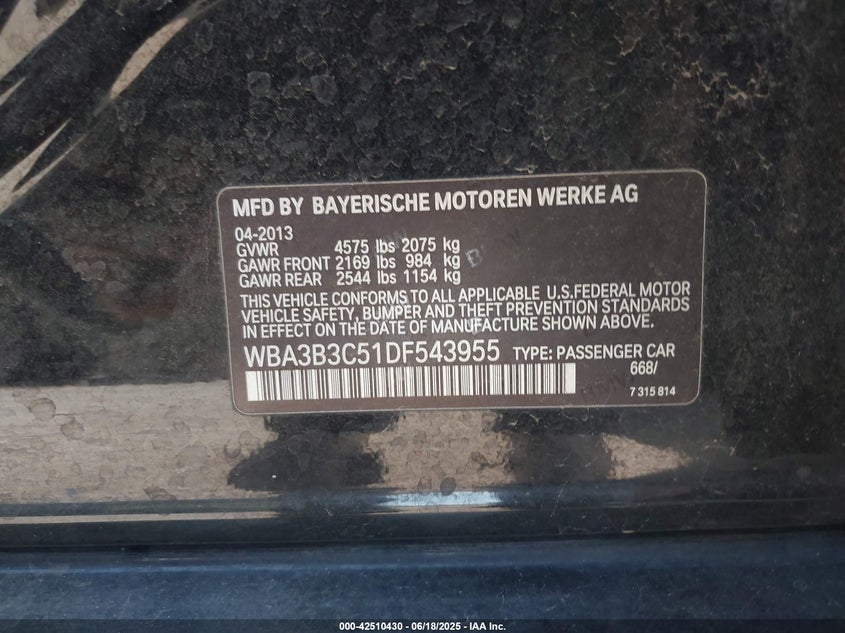 MFD BY BAYERISCHE MOTOREN WERKE AG
04-2013
GVWR 4575 lbs 2075 kg
GAWR FRONT 2169 lbs 984 kg
GAWR REAR 2544 lbs 1154 kg
THIS VEHICLE CONFORMS TO ALL APPLICABLE U.S.FEDERAL MOTOR
VEHICLE SAFETY, BUMPER AND THEFT PREVENTION STANDARDS
IN EFFECT ON THE DATE OF MANUFACTURE SHOWN ABOVE.
WBA3B3C51DF543955 TYPE: PASSENGER CAR
668/
7 315 814
000-42510430 - 06/18/2025 - IAA Inc.